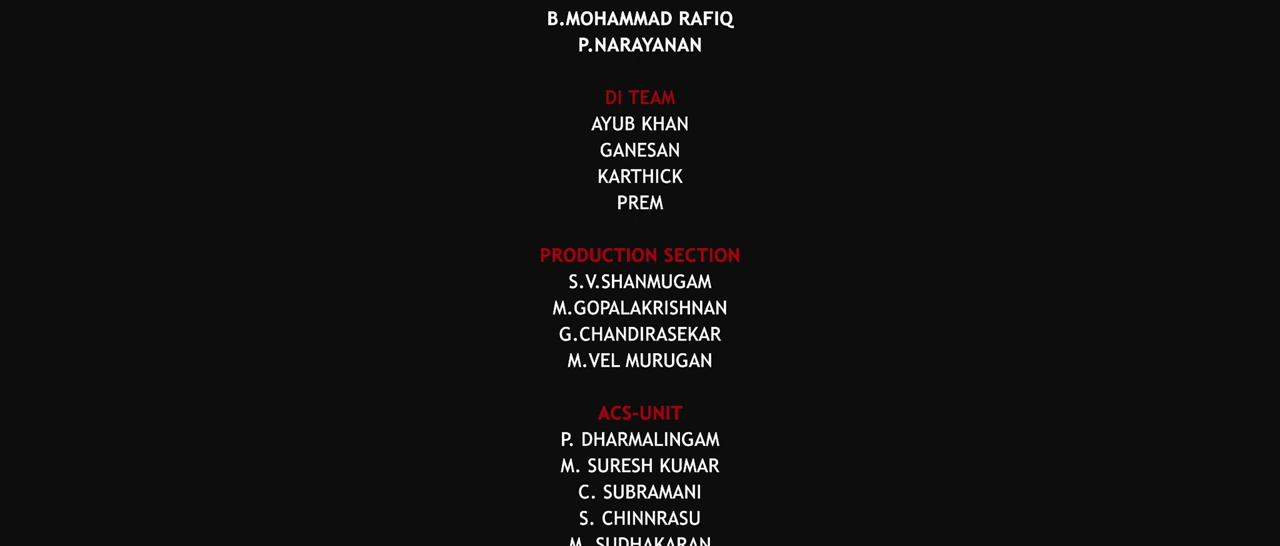 B.MOHAMMAD RAFIQ
P.NARAYANAN
DI TEAM
AYUB KHAN
GANESAN
KARTHICK
PREM
PRODUCTION SECTION
S.V.SHANMUGAM
M.GOPALAKRISHNAN
G.CHANDIRASEKAR
M.VEL MURUGAN
ACS-UNIT
P. DHARMALINGAM
M. SURESH KUMAR
C. SUBRAMANI
S. CHINNRASU
M. SUDHAKARAN